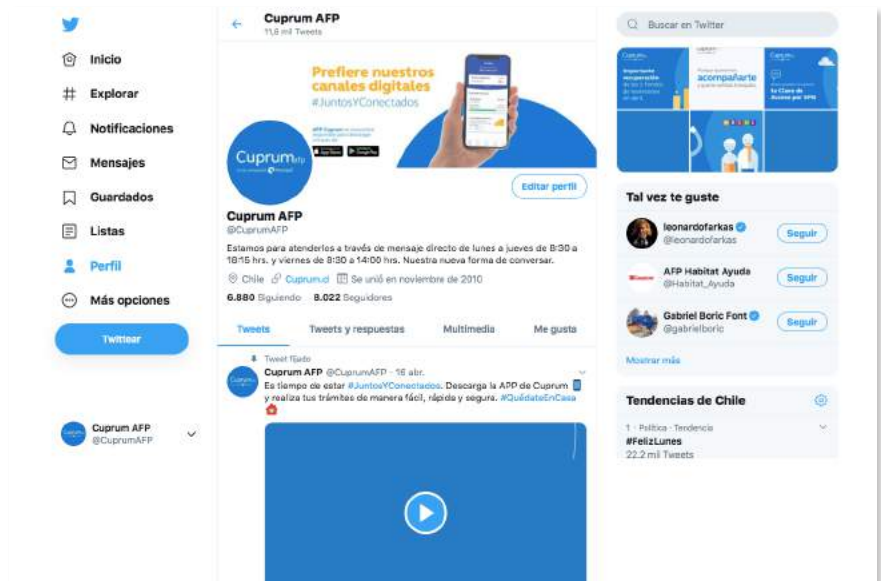 Inicio
Explorar
Notificaciones
Mensajes
Guardados
Listas
Perfil
Más opciones
Twittear
Cuprum AFP
@CuprumAFP
Cuprum AFP
11,6 mil Tweets
Prefiere nuestros
canales digitales
#JuntosYConectados
Cuprum afp
Editar perfil
Cuprum AFP
@CuprumAFP
Estamos para atenderlos a través de mensaje directo de lunes a jueves de 8:30 a
18:15 hrs. y viernes de 8:30 a 14:00 hrs. Nuestra nueva forma de conversar.
Chile Cuprum.cl Se unió en noviembre de 2010
6.880 Siguiendo 8.022 Seguidores
Tweets Tweets y respuestas Multimedia Me gusta
Tweet fijado
Cuprum AFP @CuprumAFP · 16 abr.
Es tiempo de estar #JuntosYConectados. Descarga la APP de Cuprum
y realiza tus trámites de manera fácil, rápida y segura. #QuédateEnCasa
Buscar en Twitter
acompañarte
Tal vez te guste
leonardofarkas
@leonardofarkas
Seguir
AFP Habitat Ayuda
@Habitat_Ayuda
Seguir
Gabriel Boric Font
@gabrielboric
Seguir
Mostrar más
Tendencias de Chile
1 · Política · Tendencia
#FelizLunes
22.2 mil Tweets